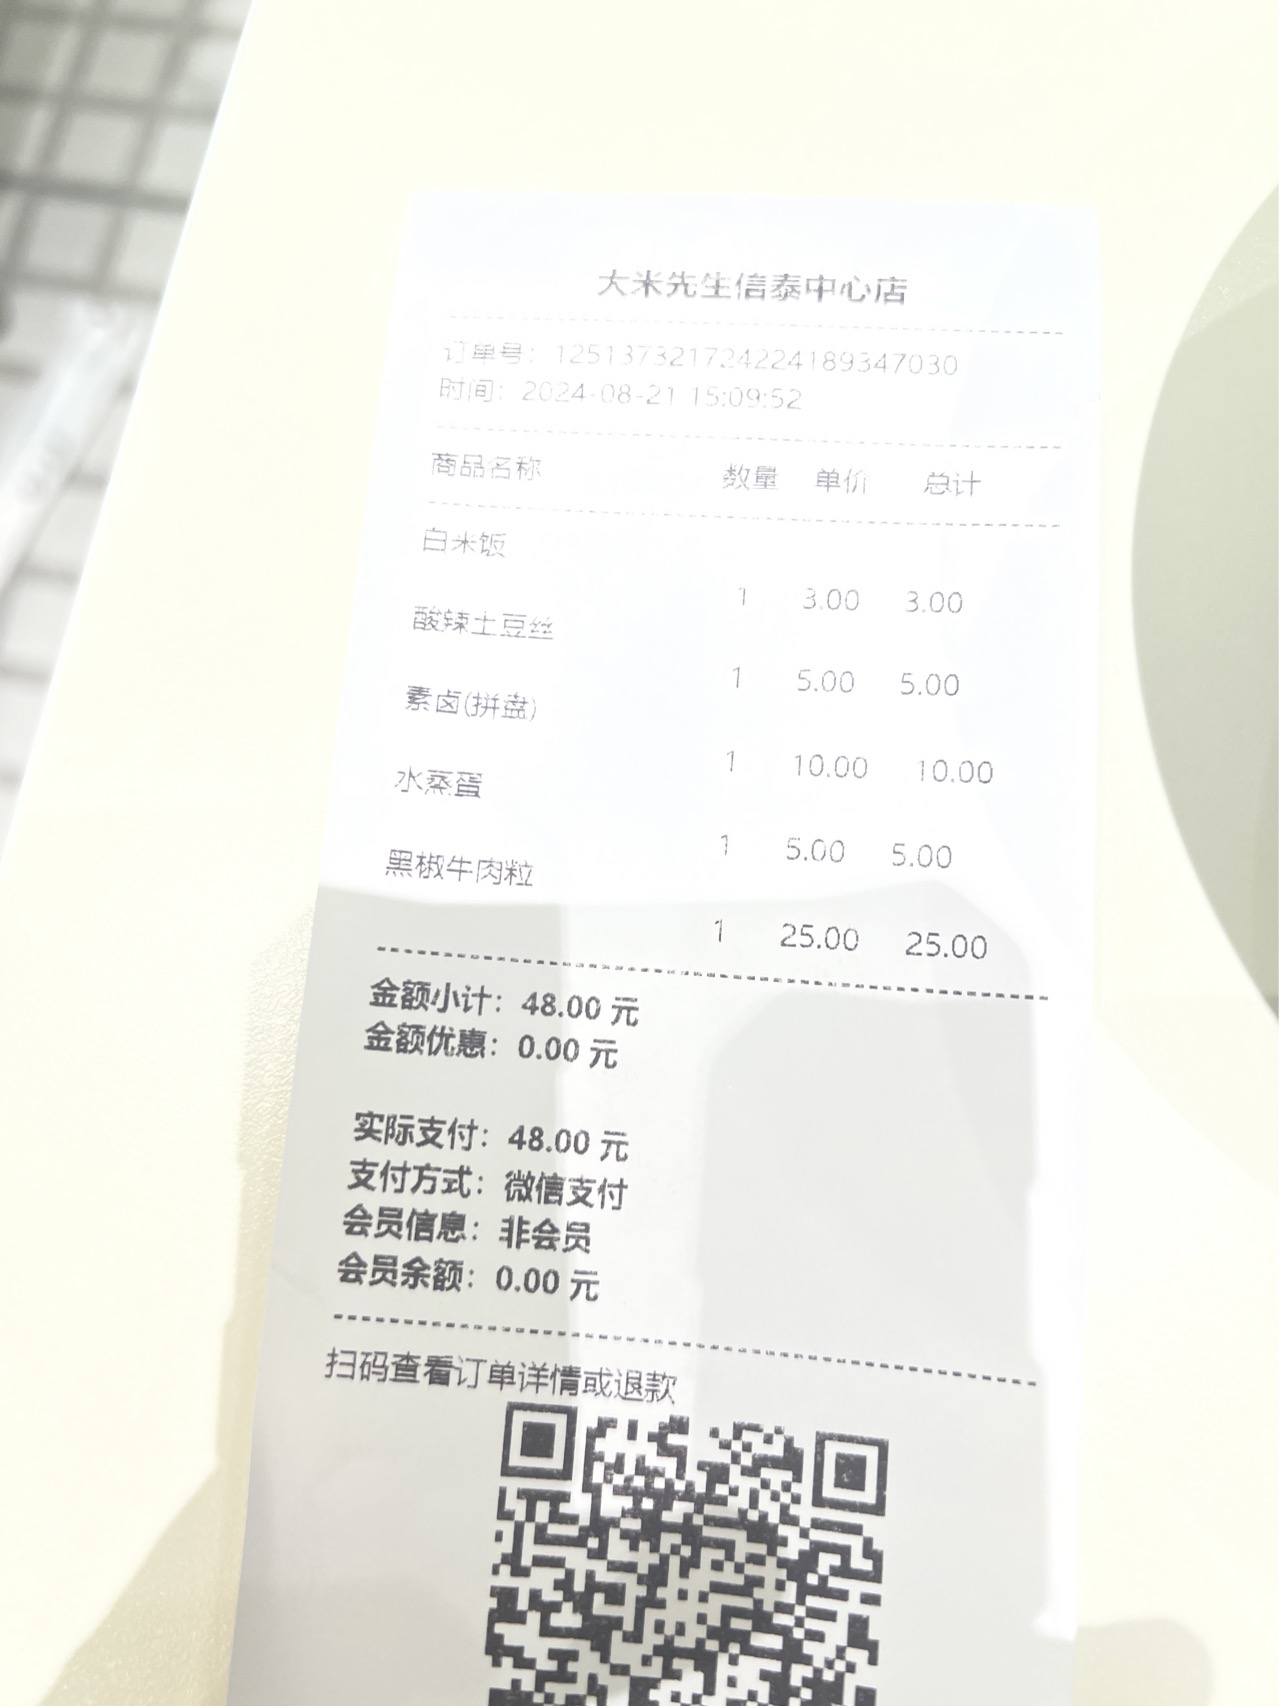 大米先生信泰中心店
订单号：125137321724224189347030
时间：2024-08-21 15:09:52
商品名称 数量 单价 总计
白米饭
1 3.00 3.00
酸辣土豆丝
1 5.00 5.00
素卤(拼盘)
1 10.00 10.00
水蒸蛋
1 5.00 5.00
黑椒牛肉粒
1 25.00 25.00
金额小计：48.00 元
金额优惠：0.00 元
实际支付：48.00 元
支付方式：微信支付
会员信息：非会员
会员余额：0.00 元
扫码查看订单详情或退款